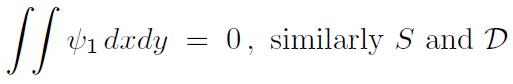 ∬ ψ₁ dxdy = 0, similarly S and 𝒟